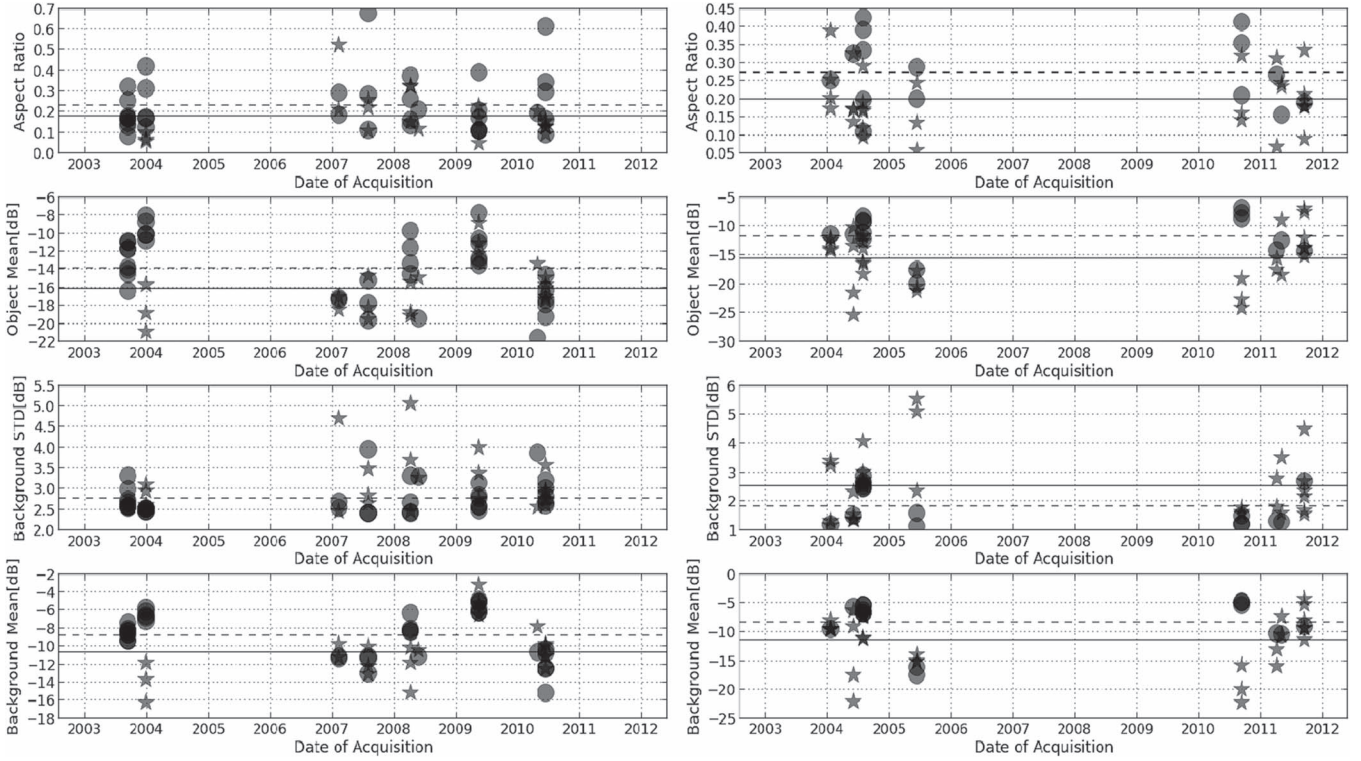 0.7
0.6
0.5
0.4
0.3
0.2
0.1
0.0
Aspect Ratio
2003 2004 2005 2006 2007 2008 2009 2010 2011 2012
Date of Acquisition
−6
−8
−10
−12
−14
−16
−18
−20
−22
Object Mean[dB]
2003 2004 2005 2006 2007 2008 2009 2010 2011 2012
Date of Acquisition
5.5
5.0
4.5
4.0
3.5
3.0
2.5
2.0
Background STD[dB]
2003 2004 2005 2006 2007 2008 2009 2010 2011 2012
Date of Acquisition
−2
−4
−6
−8
−10
−12
−14
−16
−18
Background Mean[dB]
2003 2004 2005 2006 2007 2008 2009 2010 2011 2012
Date of Acquisition
0.45
0.40
0.35
0.30
0.25
0.20
0.15
0.10
0.05
Aspect Ratio
2003 2004 2005 2006 2007 2008 2009 2010 2011 2012
Date of Acquisition
−5
−10
−15
−20
−25
−30
Object Mean[dB]
2003 2004 2005 2006 2007 2008 2009 2010 2011 2012
Date of Acquisition
6
5
4
3
2
1
Background STD[dB]
2003 2004 2005 2006 2007 2008 2009 2010 2011 2012
Date of Acquisition
0
−5
−10
−15
−20
−25
Background Mean[dB]
2003 2004 2005 2006 2007 2008 2009 2010 2011 2012
Date of Acquisition